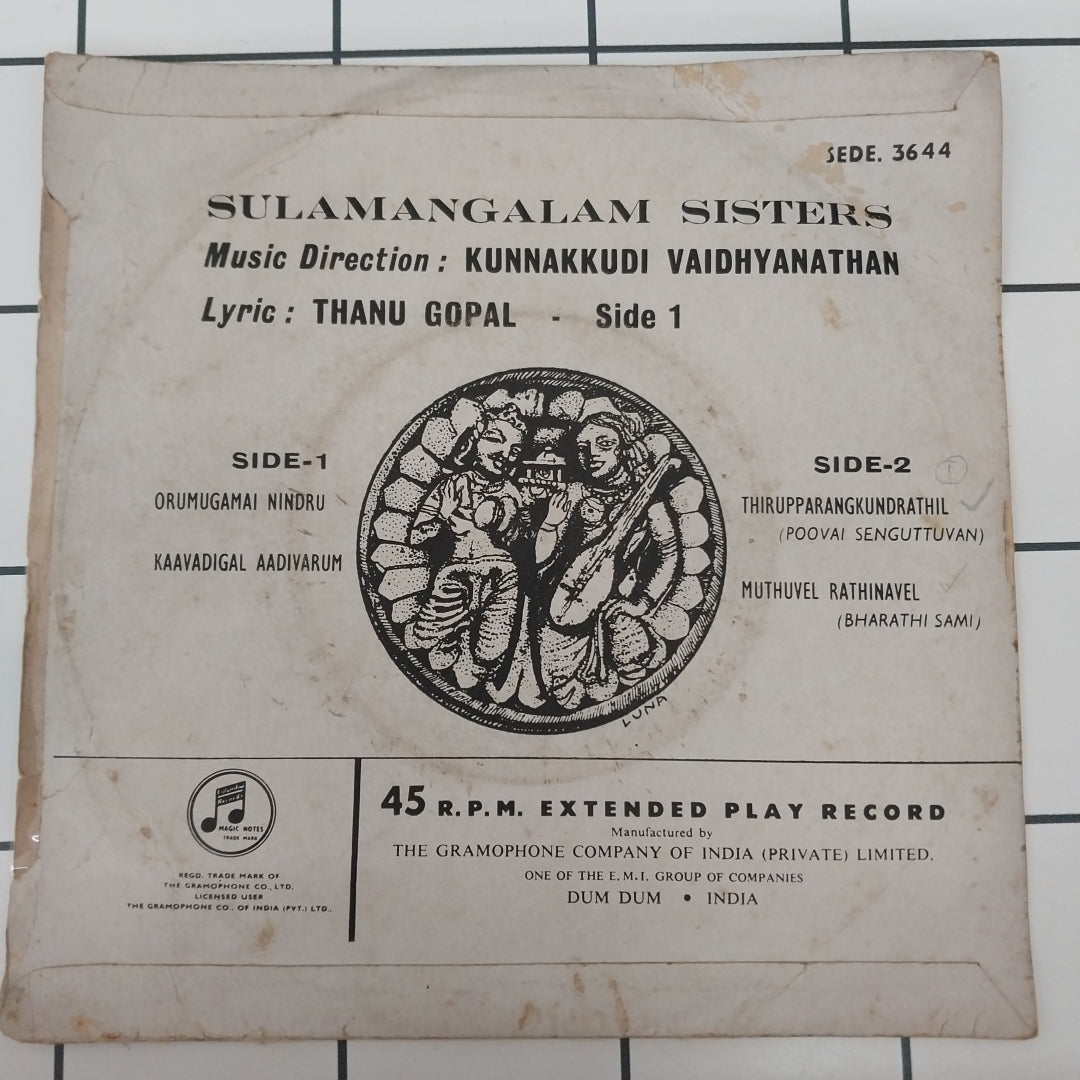 SEDE. 3644
SULAMANGALAM SISTERS
Music Direction : KUNNAKKUDI VAIDHYANATHAN
Lyric : THANU GOPAL - Side 1
SIDE-1
ORUMUGAMAI NINDRU
KAAVADIGAL AADIVARUM
SIDE-2
THIRUPPARANGKUNDRATHIL
(POOVAI SENGUTTUVAN)
MUTHUVEL RATHINAVEL
(BHARATHI SAMI)
LUNA
Columbia
Records
MAGIC NOTES
TRADE MARK
REGD. TRADE MARK OF
THE GRAMOPHONE CO., LTD.
LICENSED USER
THE GRAMOPHONE CO., OF INDIA (PVT.) LTD.,
45 R.P.M. EXTENDED PLAY RECORD
Manufactured by
THE GRAMOPHONE COMPANY OF INDIA (PRIVATE) LIMITED.
ONE OF THE E.M.I. GROUP OF COMPANIES
DUM DUM • INDIA